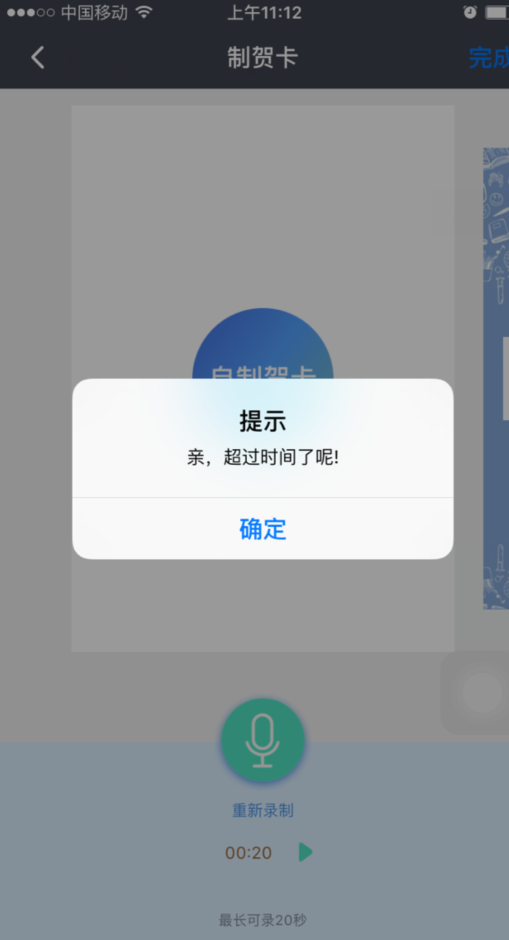 中国移动 上午11:12
制贺卡 完成
自制贺卡
提示
亲，超过时间了呢!
确定
重新录制
00:20
最长可录20秒